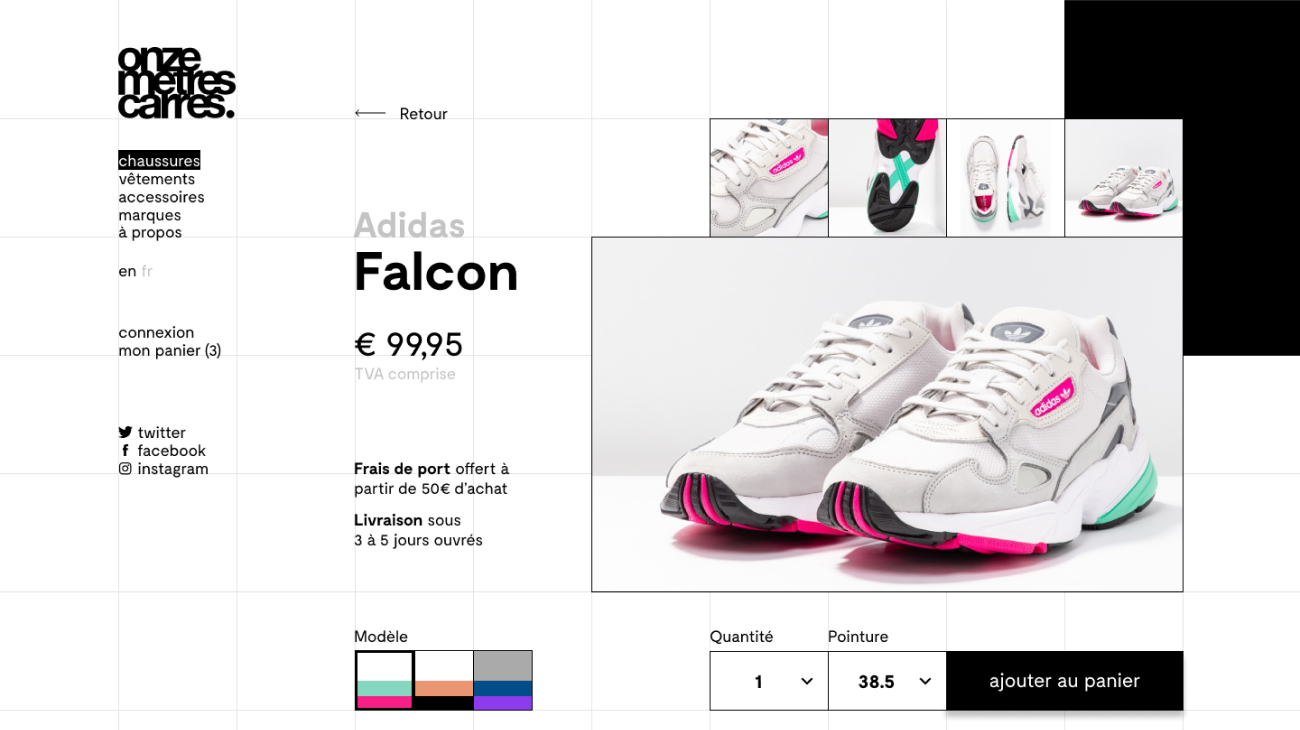 onze
mètres
carrés.
chaussures
vêtements
accessoires
marques
à propos
en fr
connexion
mon panier (3)
twitter
facebook
instagram
← Retour
Adidas
Falcon
€ 99,95
TVA comprise
Frais de port offert à
partir de 50€ d’achat
Livraison sous
3 à 5 jours ouvrés
Modèle
adidas
adidas
Quantité
1
Pointure
38.5
ajouter au panier